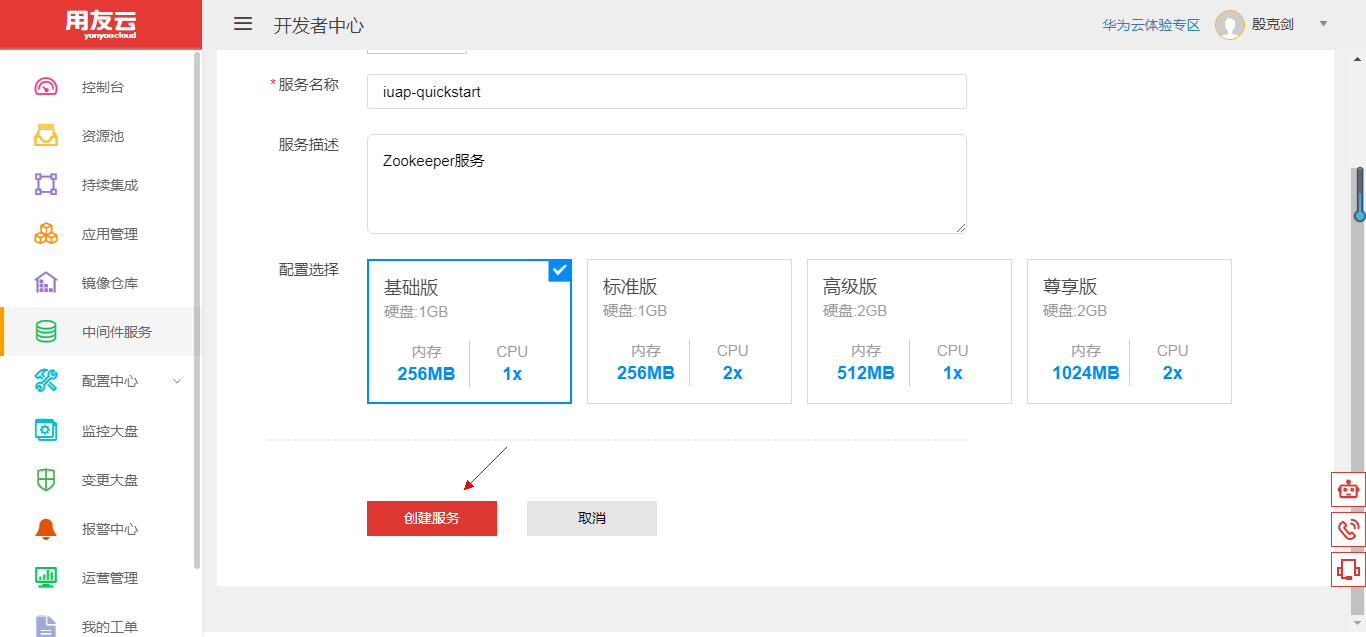 用友云
yonyoucloud
开发者中心
华为云体验专区
殷克剑
控制台
资源池
持续集成
应用管理
镜像仓库
中间件服务
配置中心
监控大盘
变更大盘
报警中心
运营管理
我的工单
*服务名称
iuap-quickstart
服务描述
Zookeeper服务
配置选择
基础版
硬盘:1GB
内存 CPU
256MB 1x
标准版
硬盘:1GB
内存 CPU
256MB 2x
高级版
硬盘:2GB
内存 CPU
512MB 1x
尊享版
硬盘:2GB
内存 CPU
1024MB 2x
创建服务 取消